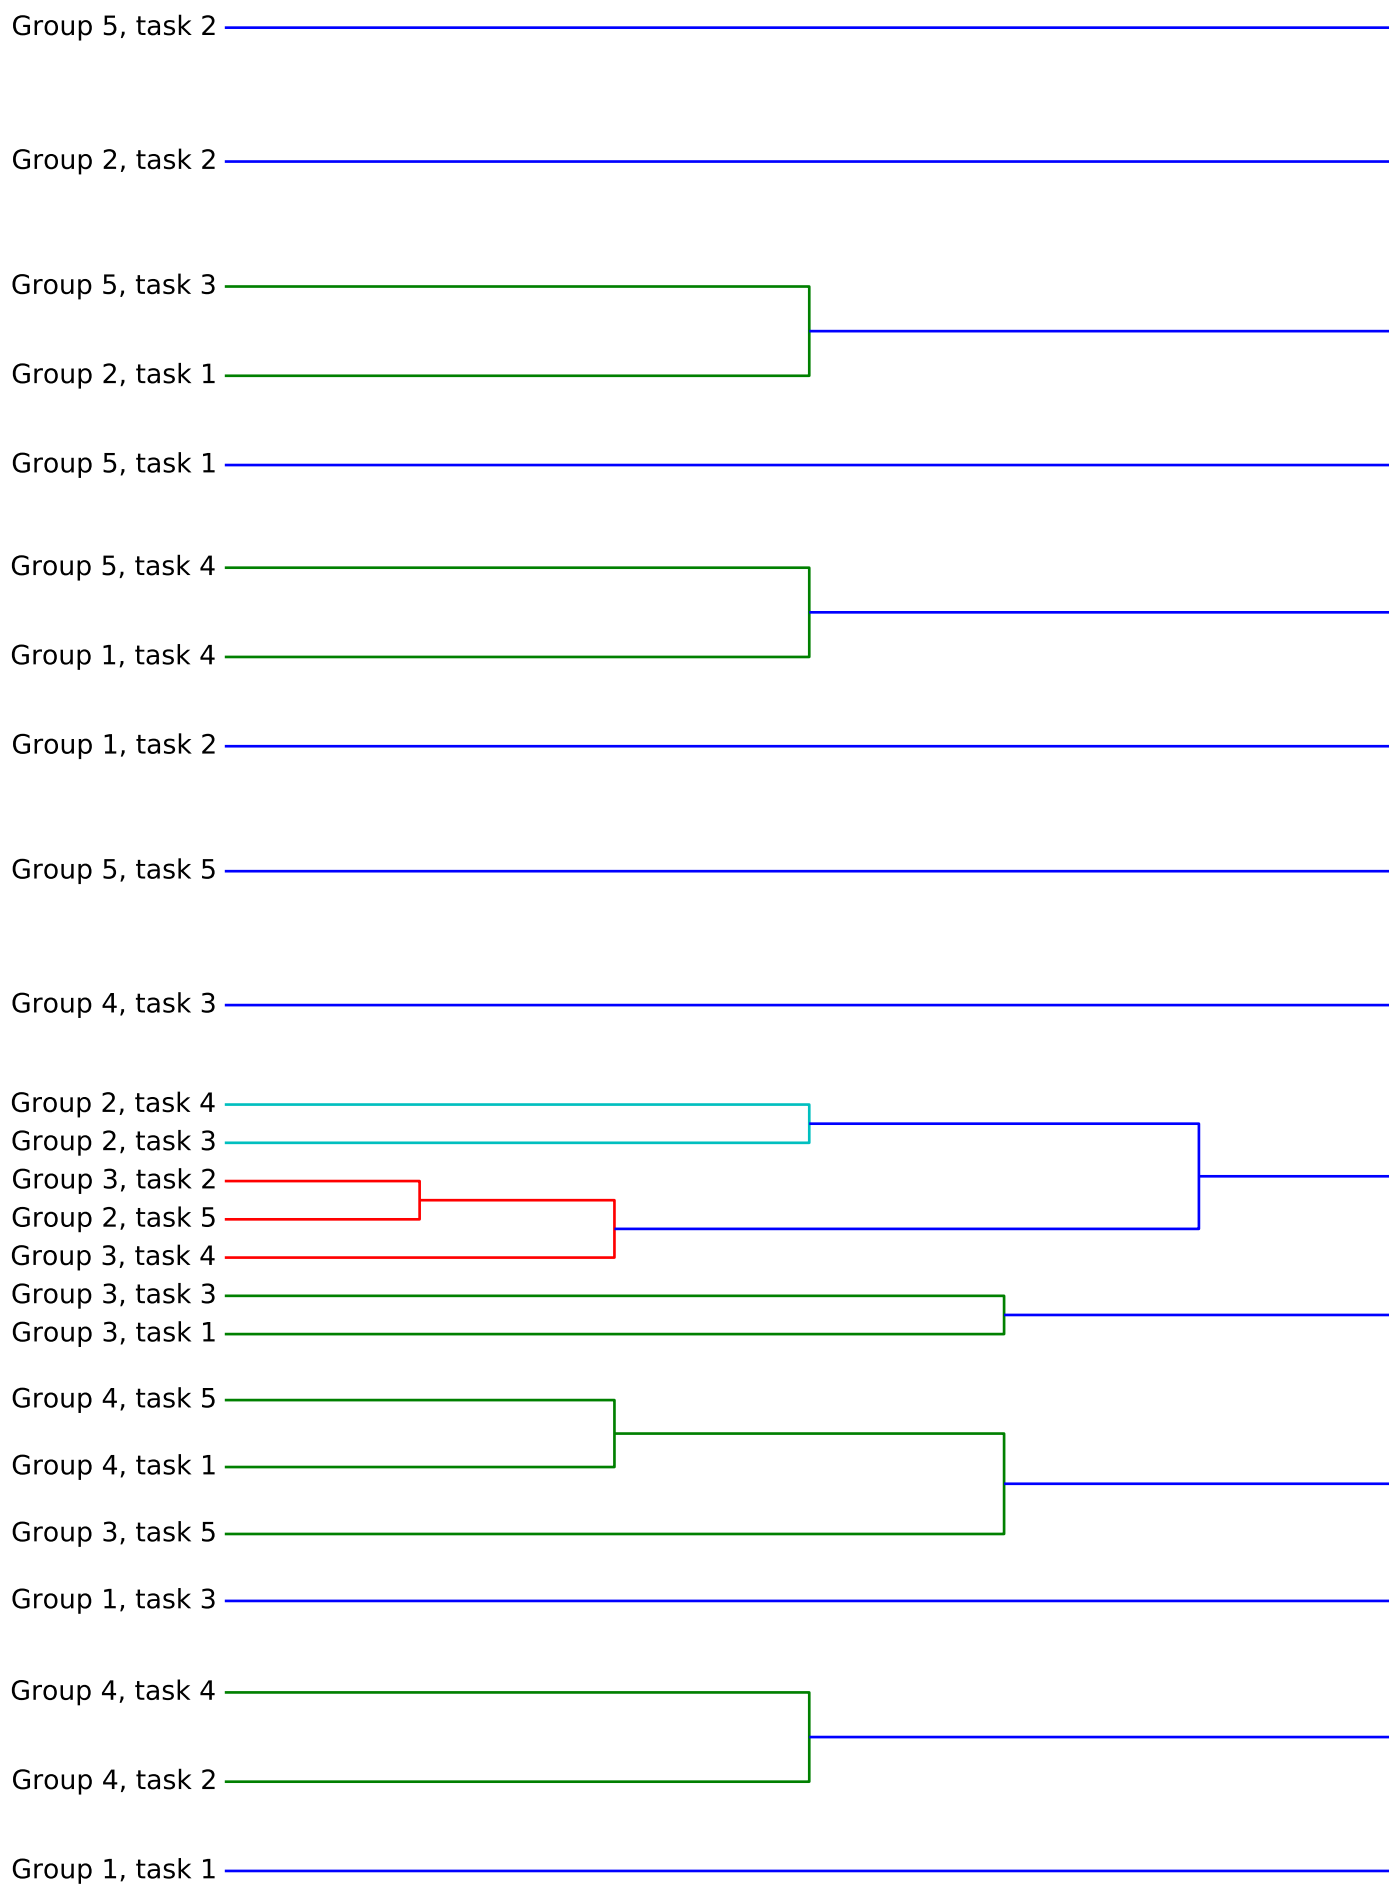 Group 5, task 2
Group 2, task 2
Group 5, task 3
Group 2, task 1
Group 5, task 1
Group 5, task 4
Group 1, task 4
Group 1, task 2
Group 5, task 5
Group 4, task 3
Group 2, task 4
Group 2, task 3
Group 3, task 2
Group 2, task 5
Group 3, task 4
Group 3, task 3
Group 3, task 1
Group 4, task 5
Group 4, task 1
Group 3, task 5
Group 1, task 3
Group 4, task 4
Group 4, task 2
Group 1, task 1